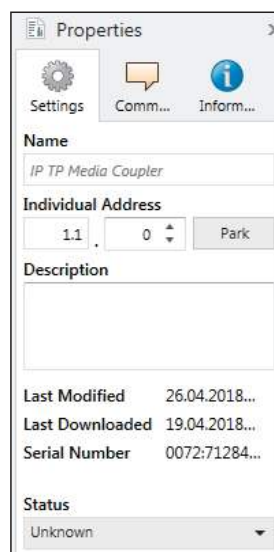 Properties
Settings Comm... Inform...
Name
IP TP Media Coupler
Individual Address
1.1 . 0 Park
Description
Last Modified 26.04.2018...
Last Downloaded 19.04.2018...
Serial Number 0072:71284...
Status
Unknown